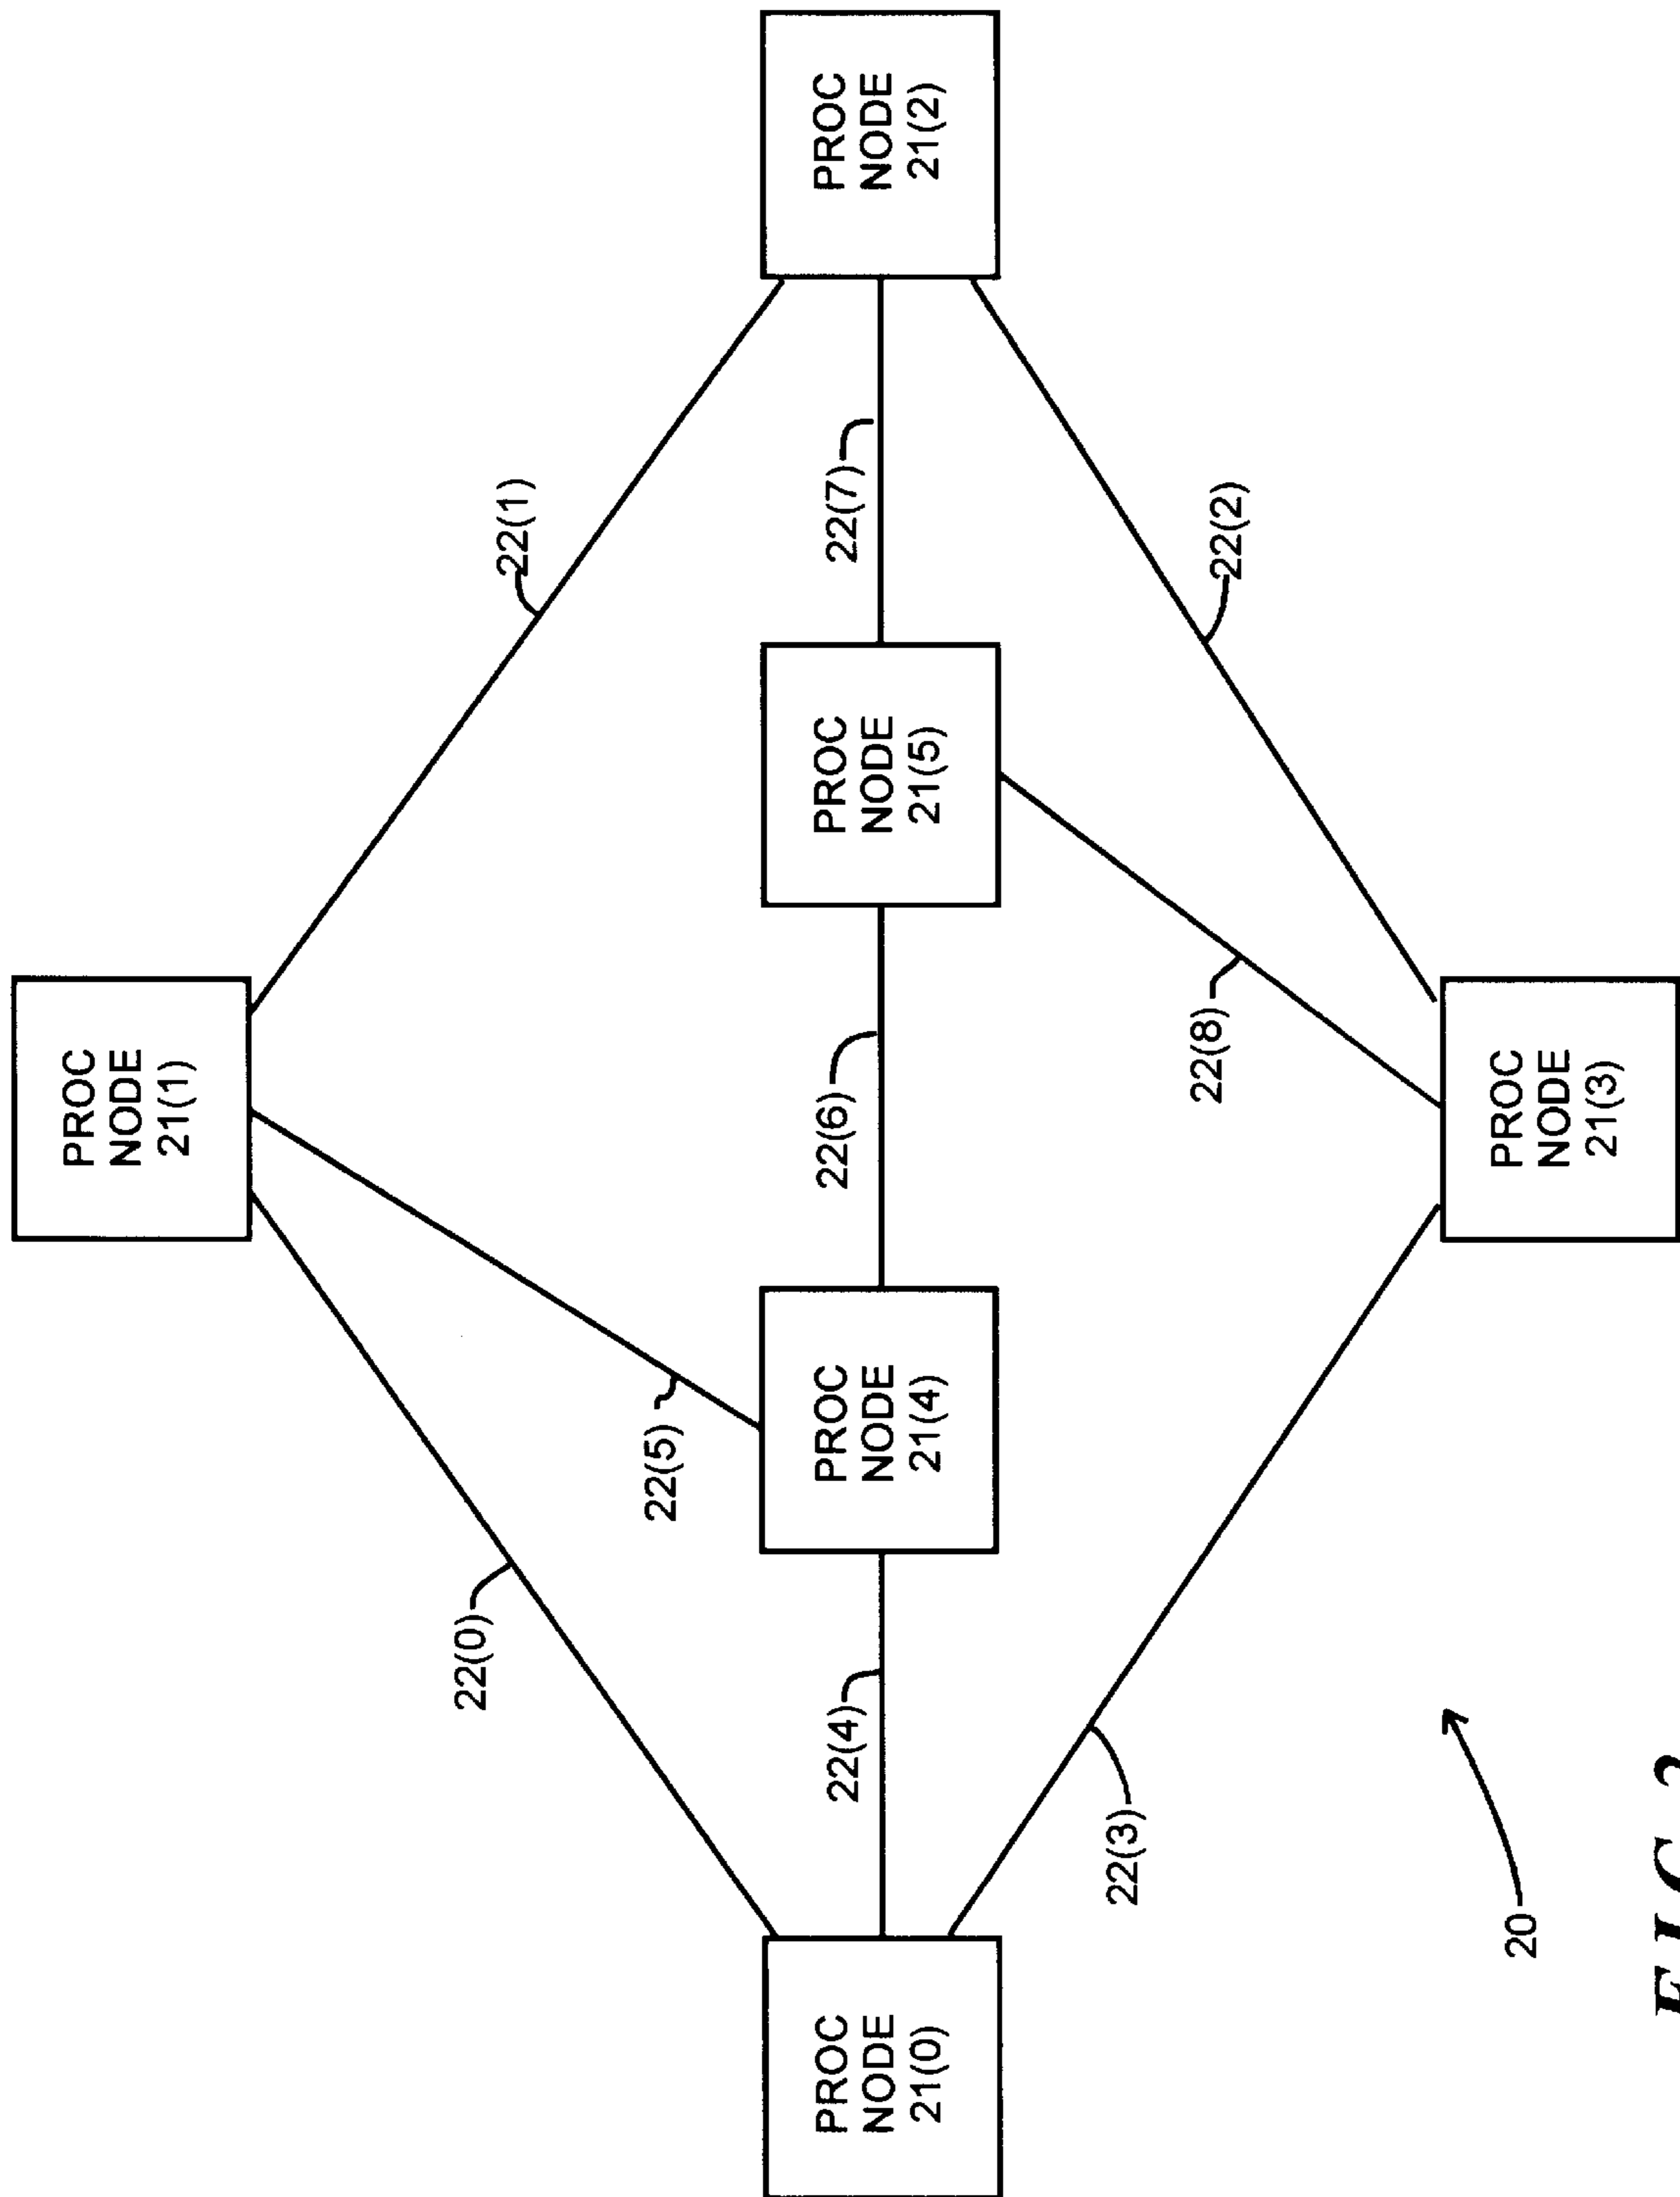 PROC
NODE
21(1)
22(0)
22(1)
22(5)
PROC
NODE
21(0)
22(4)
PROC
NODE
21(4)
22(6)
PROC
NODE
21(5)
22(7)
PROC
NODE
21(2)
22(3)
22(8)
22(2)
PROC
NODE
21(3)
20
FIG